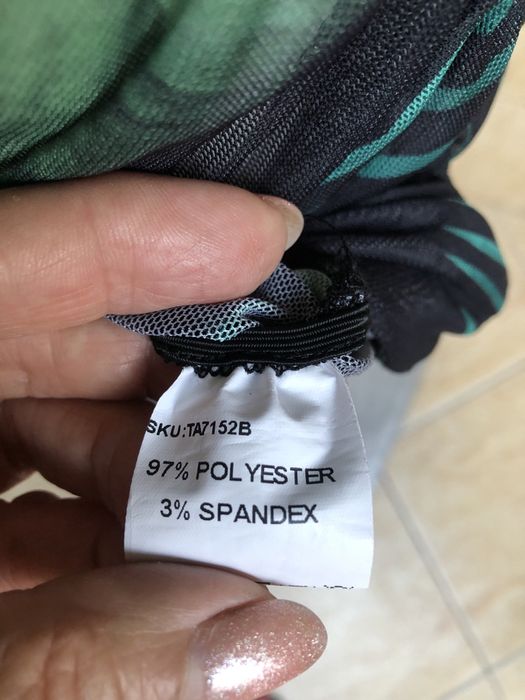 SKU:TA7152B
97% POLYESTER
3% SPANDEX